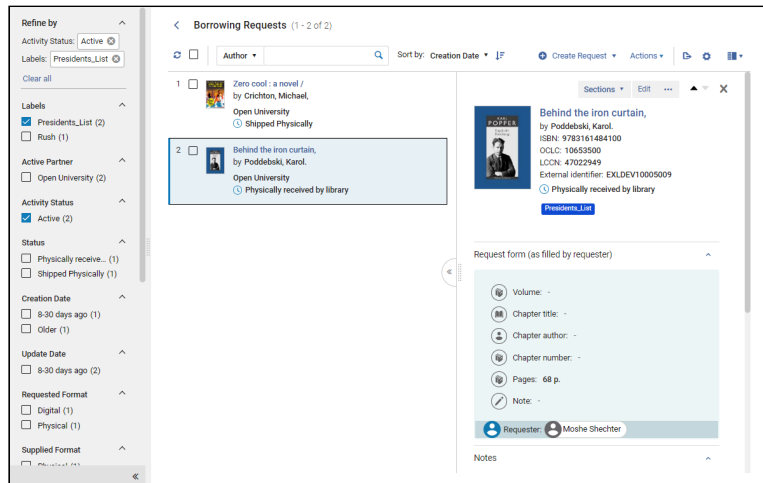 Refine by
Activity Status: Active
Labels: Presidents_List
Clear all
Labels
Presidents_List (2)
Rush (1)
Active Partner
Open University (2)
Activity Status
Active (2)
Status
Physically receive... (1)
Shipped Physically (1)
Creation Date
8-30 days ago (1)
Older (1)
Update Date
8-30 days ago (2)
Requested Format
Digital (1)
Physical (1)
Supplied Format
Physical (1)
Borrowing Requests (1 - 2 of 2)
Author
Sort by: Creation Date
Create Request
Actions
1
Zero cool : a novel /
by Crichton, Michael,
Open University
Shipped Physically
2
Behind the iron curtain,
by Poddebski, Karol.
Open University
Physically received by library
Sections
Edit
KARL
POPPER
Behind the iron curtain,
by Poddebski, Karol.
ISBN: 9783161484100
OCLC: 10653500
LCCN: 47022949
External identifier: EXLDEV10005009
Physically received by library
Presidents_List
Request form (as filled by requester)
Volume: -
Chapter title: -
Chapter author: -
Chapter number: -
Pages: 68 p.
Note: -
Requester: Moshe Shechter
Notes